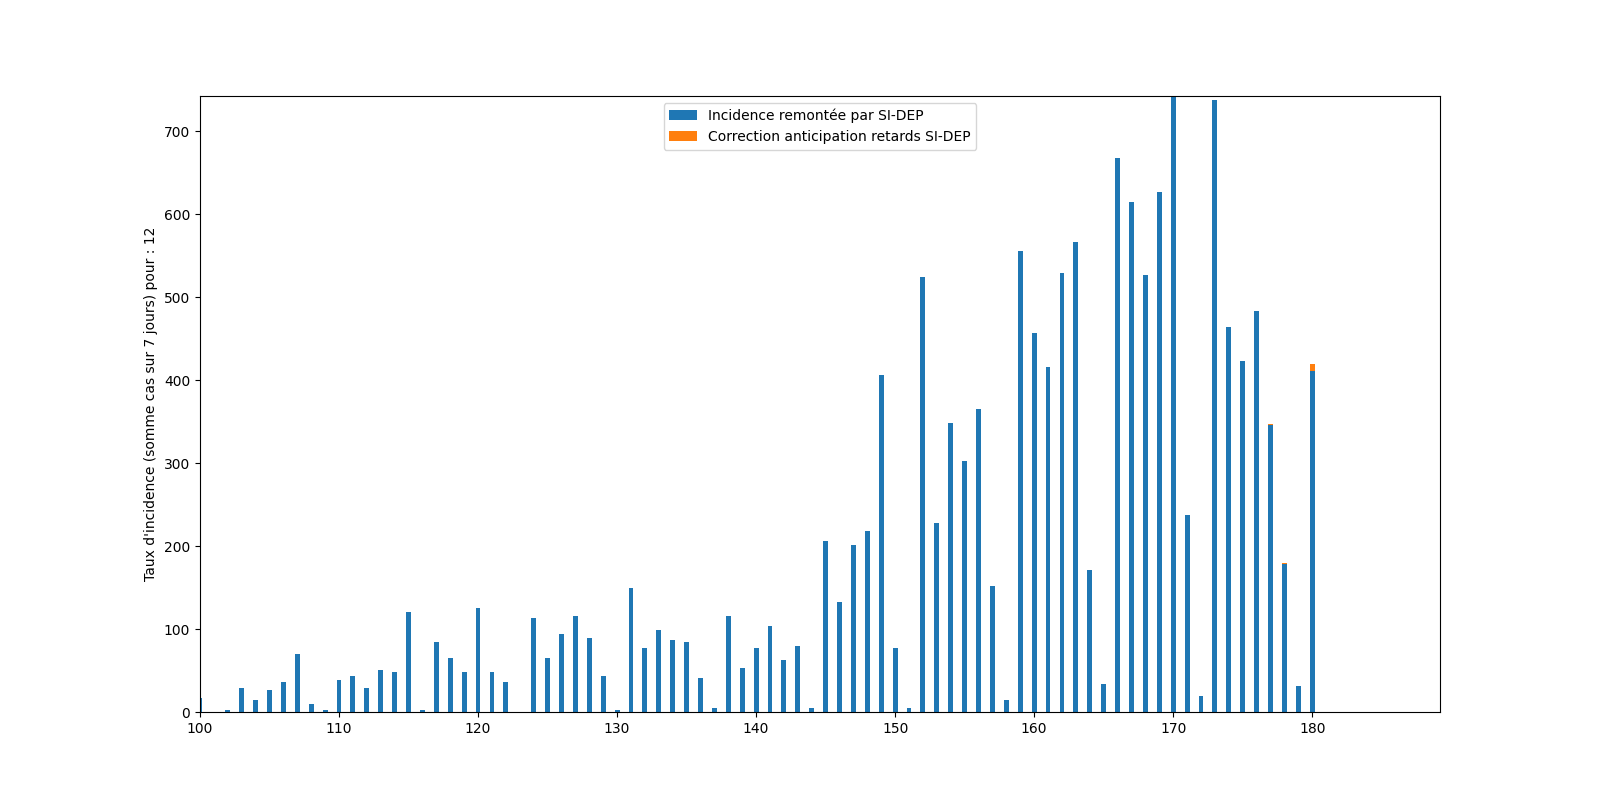 Incidence remontée par SI-DEP
Correction anticipation retards SI-DEP
Taux d'incidence (somme cas sur 7 jours) pour : 12
700
600
500
400
300
200
100
0
100 110 120 130 140 150 160 170 180